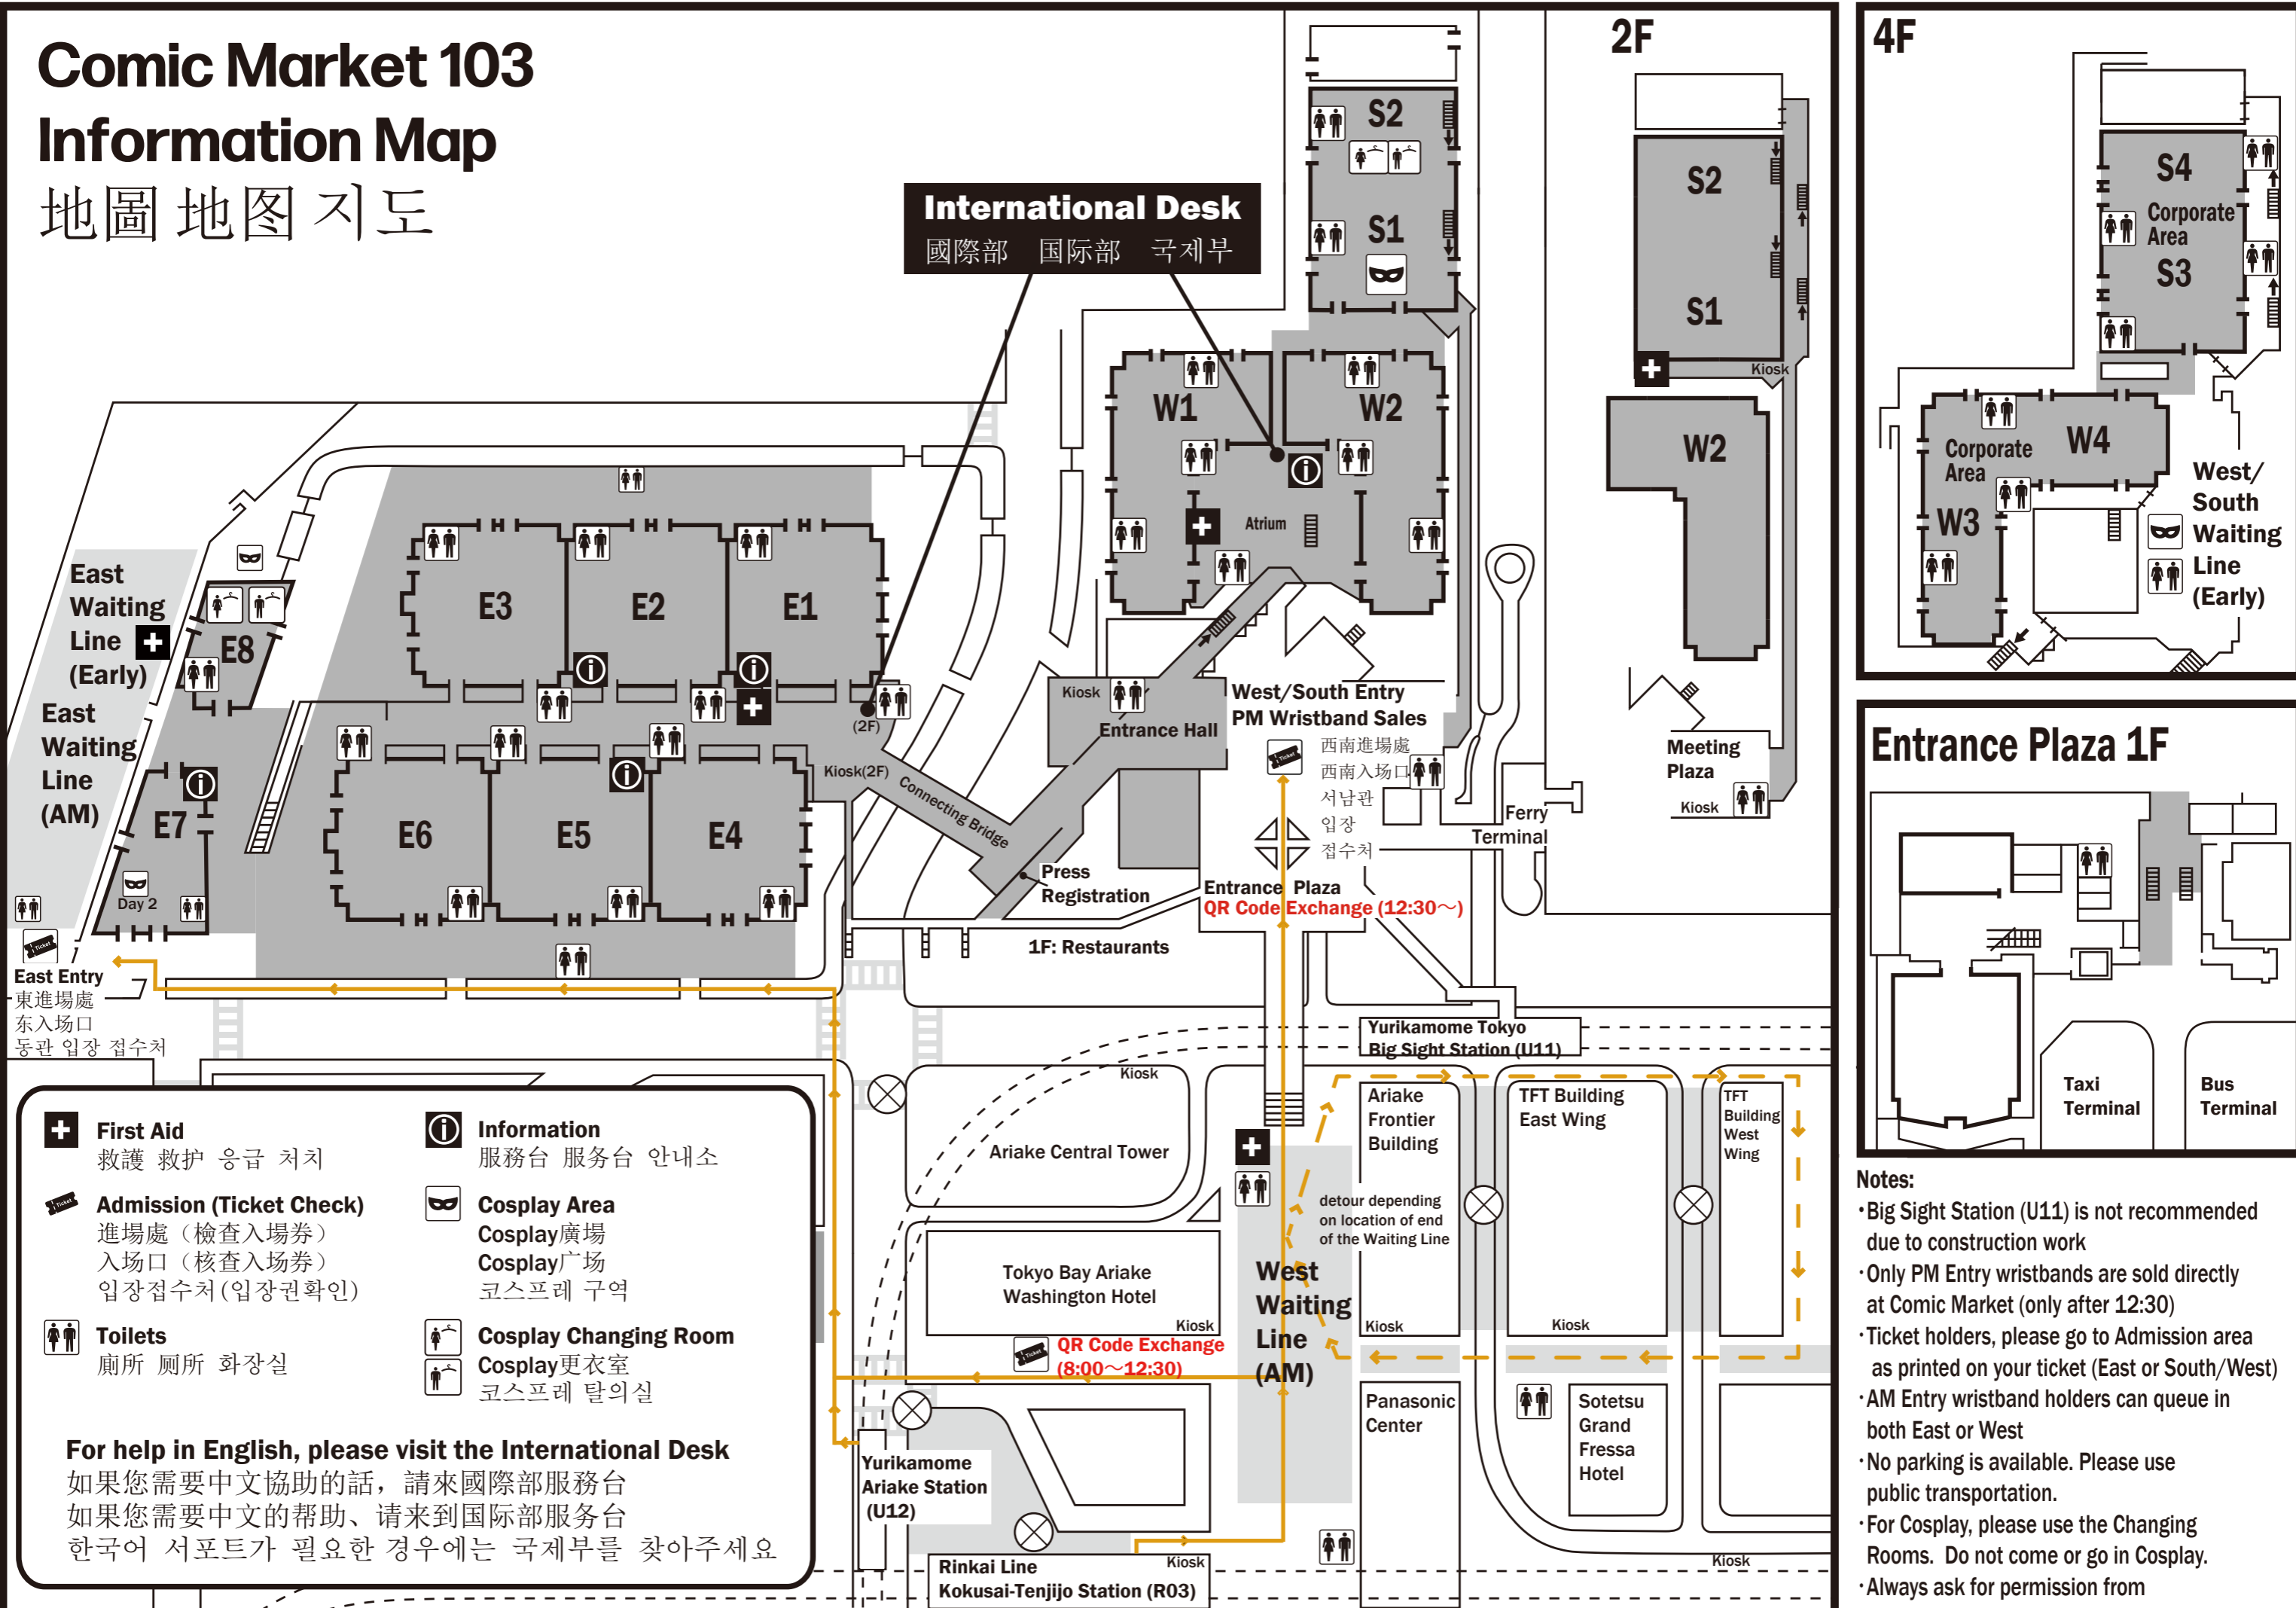 Comic Market 103
Information Map
地圖 地图 지도
International Desk
國際部 国际部 국제부
2F
S2
S1
W1
W2
Atrium
S2
S1
Kiosk
W2
Meeting
Plaza
Kiosk
4F
S4
Corporate
Area
S3
Corporate
Area
W4
W3
West/
South
Waiting
Line
(Early)
East
Waiting
Line
(Early)
East
Waiting
Line
(AM)
E8
E3
E2
E1
E7
Day 2
E6
E5
E4
(2F)
Kiosk(2F)
Connecting Bridge
Kiosk
Entrance Hall
West/South Entry
PM Wristband Sales
西南進場處
西南入场口
서남관
입장
접수처
Ferry
Terminal
Press
Registration
Entrance Plaza
QR Code Exchange (12:30～)
1F: Restaurants
Ticket
East Entry
東進場處
东入场口
동관 입장 접수처
Yurikamome Tokyo
Big Sight Station (U11)
Kiosk
Ariake Central Tower
Ariake
Frontier
Building
TFT Building
East Wing
TFT
Building
West
Wing
detour depending
on location of end
of the Waiting Line
West
Waiting
Line
(AM)
Tokyo Bay Ariake
Washington Hotel
Kiosk
Kiosk
Kiosk
Ticket
QR Code Exchange
(8:00～12:30)
Panasonic
Center
Sotetsu
Grand
Fressa
Hotel
Yurikamome
Ariake Station
(U12)
Kiosk
Rinkai Line
Kokusai-Tenjijo Station (R03)
Kiosk
First Aid
救護 救护 응급 처치
Ticket
Admission (Ticket Check)
進場處（檢查入場券）
入场口（核查入场券）
입장접수처(입장권확인)
Toilets
廁所 厕所 화장실
Information
服務台 服务台 안내소
Cosplay Area
Cosplay廣場
Cosplay广场
코스프레 구역
Cosplay Changing Room
Cosplay更衣室
코스프레 탈의실
For help in English, please visit the International Desk
如果您需要中文協助的話，請來國際部服務台
如果您需要中文的帮助、请来到国际部服务台
한국어 서포트가 필요한 경우에는 국제부를 찾아주세요
Entrance Plaza 1F
Taxi
Terminal
Bus
Terminal
Notes:
・Big Sight Station (U11) is not recommended
due to construction work
・Only PM Entry wristbands are sold directly
at Comic Market (only after 12:30)
・Ticket holders, please go to Admission area
as printed on your ticket (East or South/West)
・AM Entry wristband holders can queue in
both East or West
・No parking is available. Please use
public transportation.
・For Cosplay, please use the Changing
Rooms. Do not come or go in Cosplay.
・Always ask for permission from